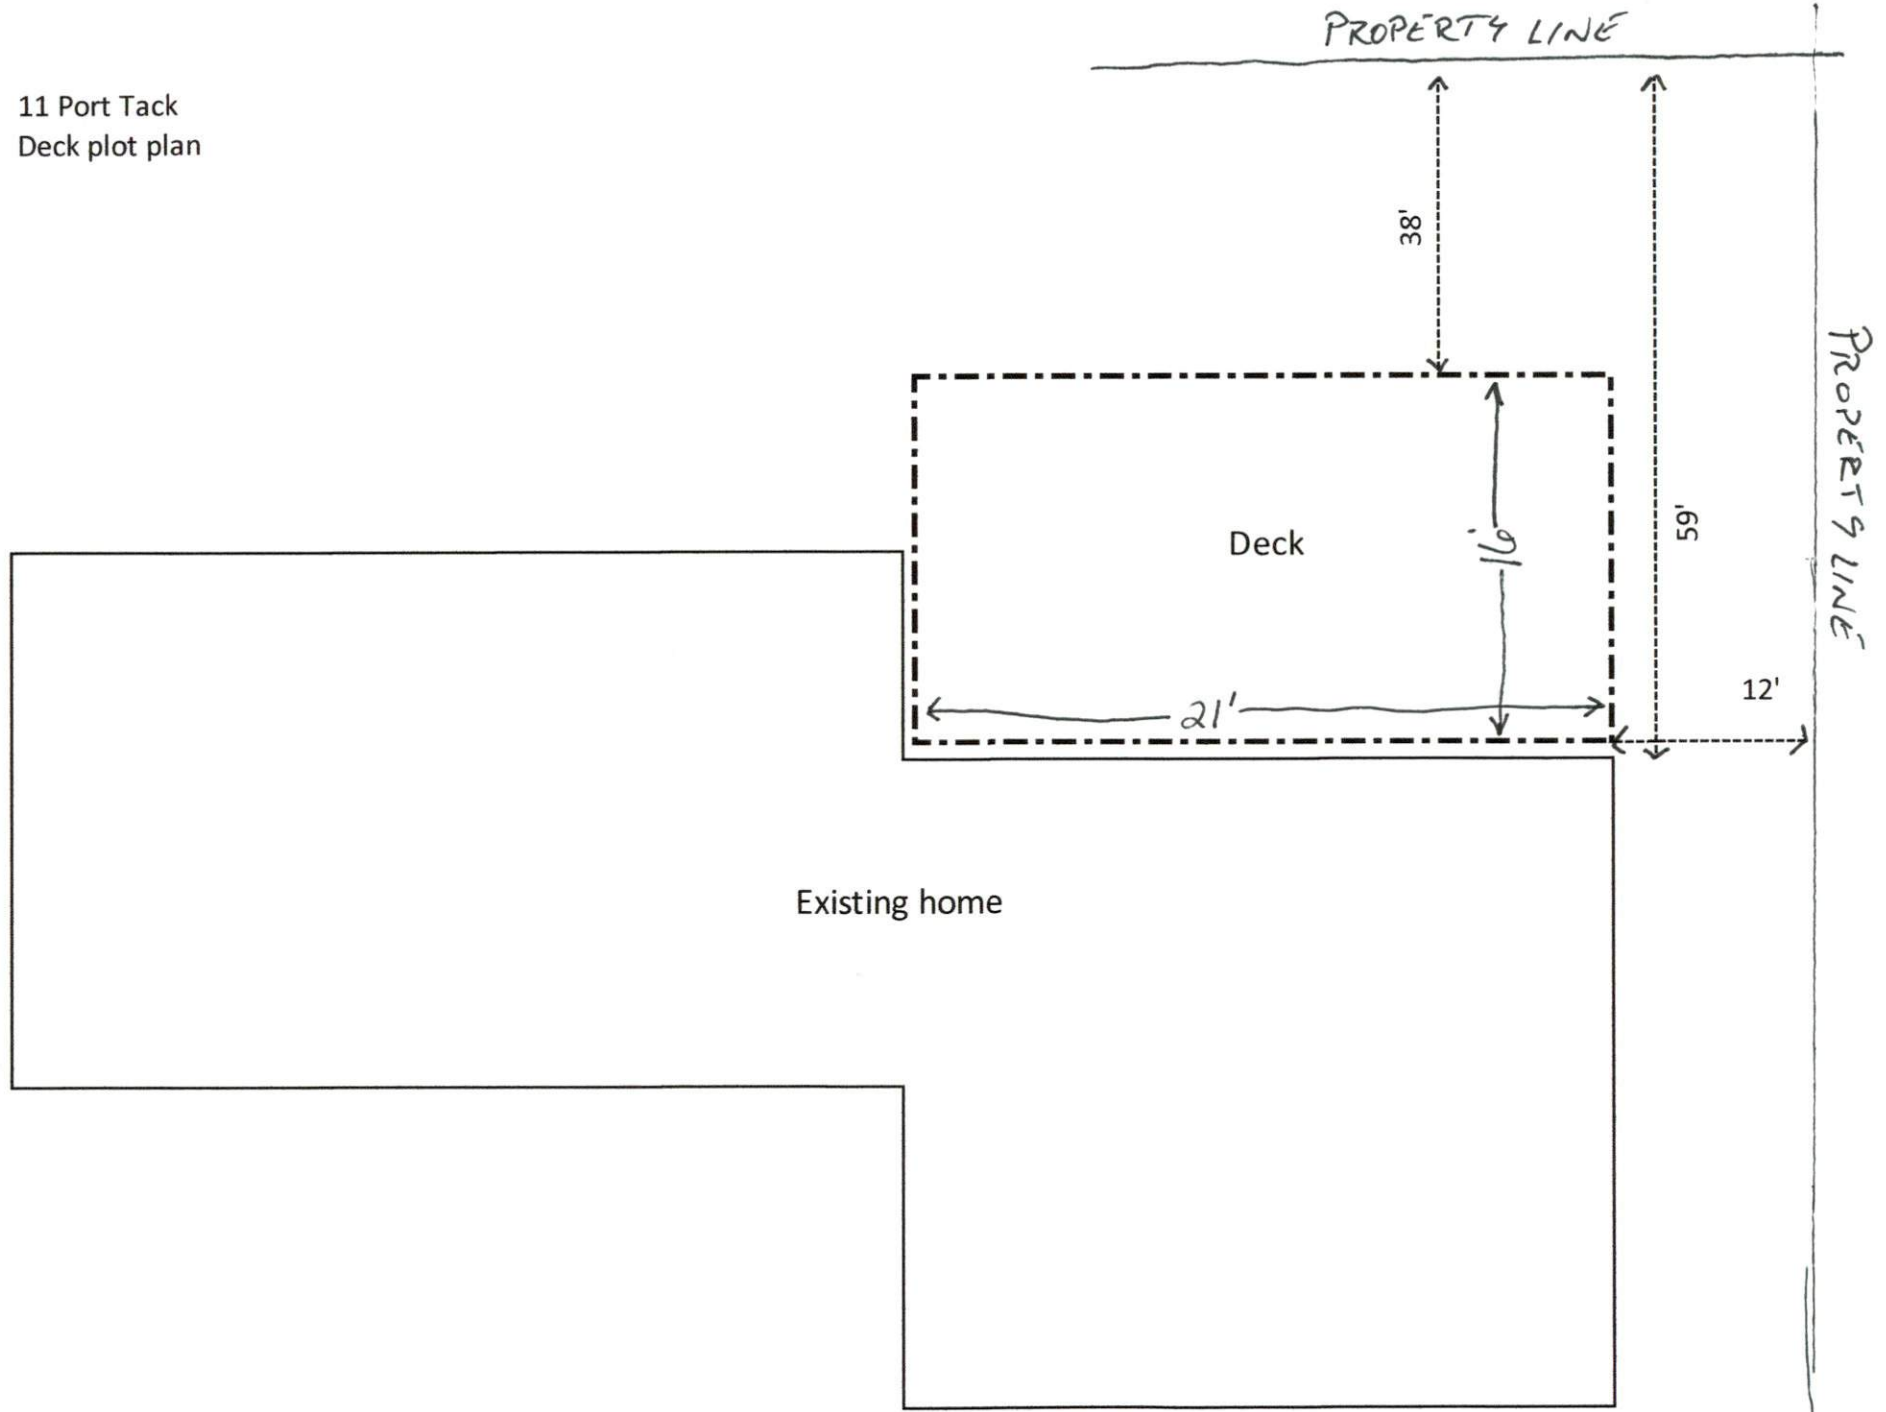 PROPERTY LINE
11 Port Tack
Deck plot plan
38'
PROPERTY LINE
59'
Deck
16'
12'
21'
Existing home